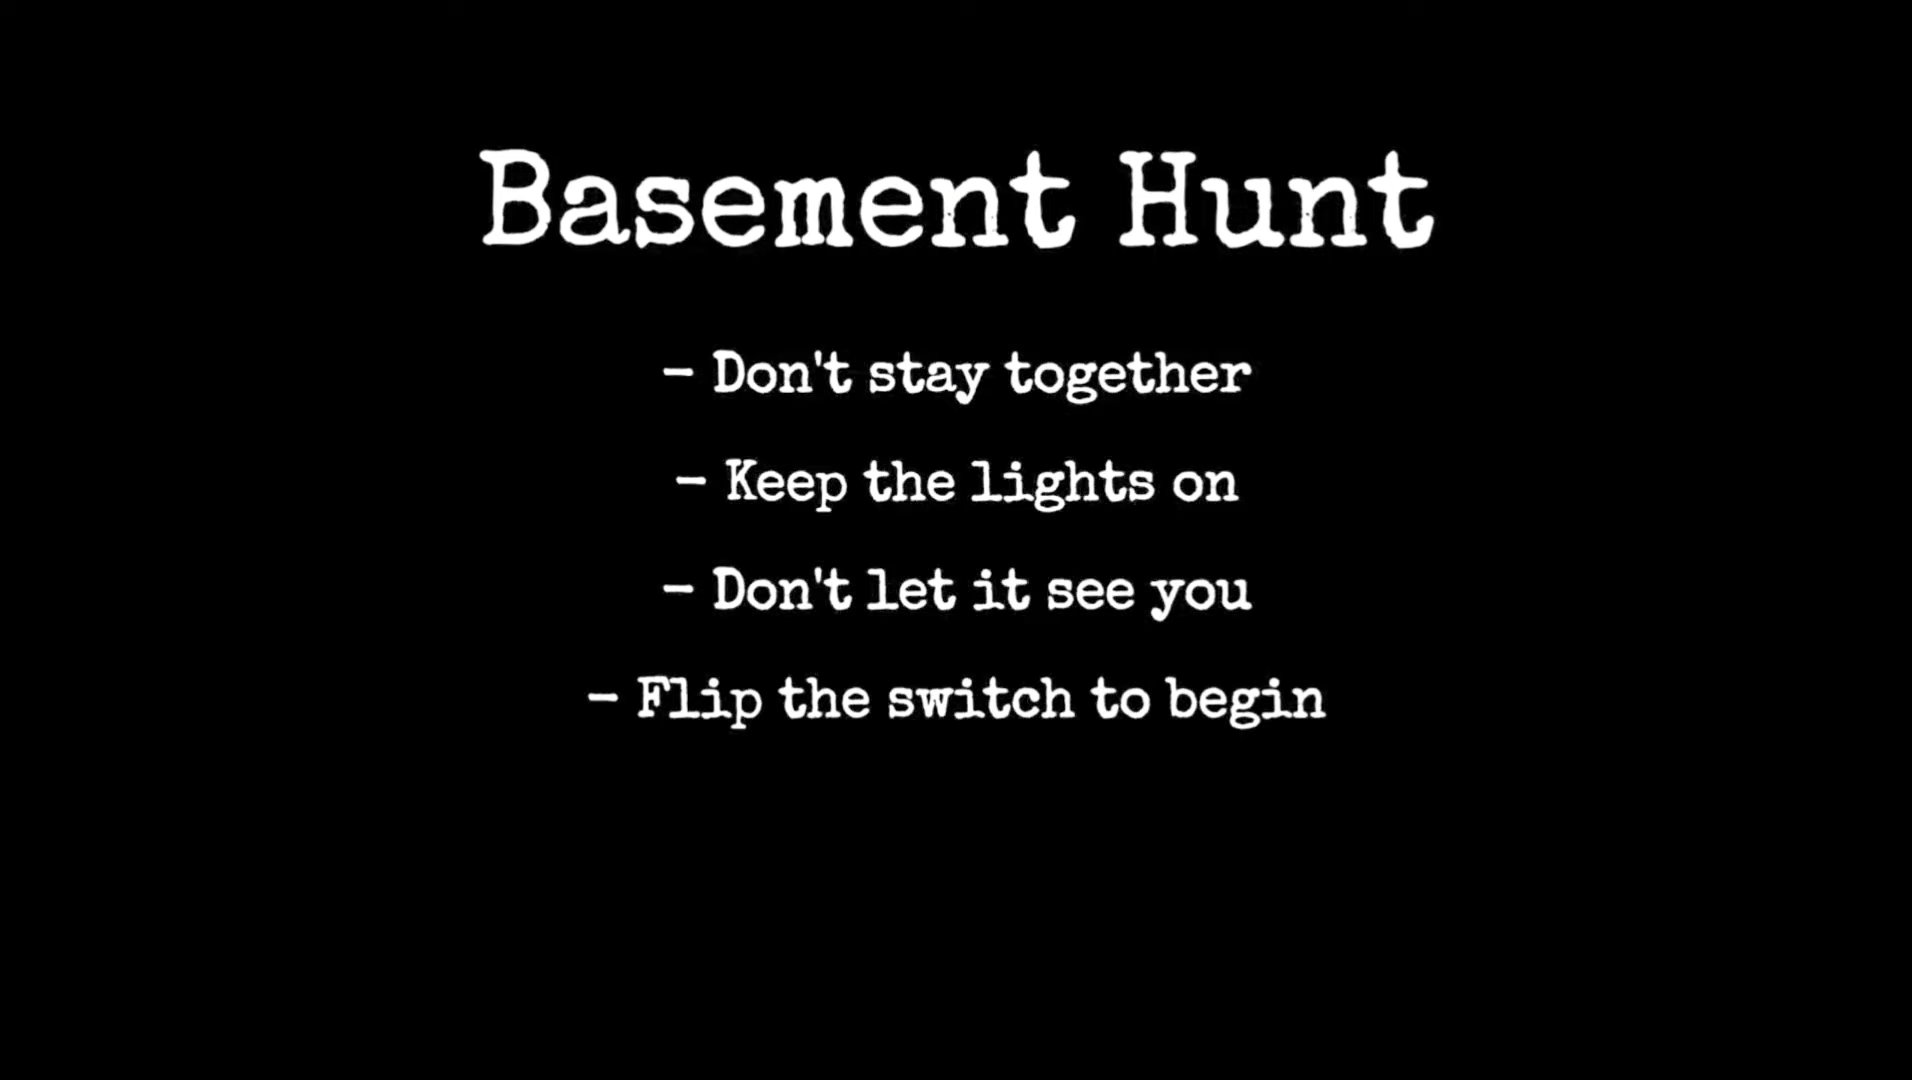 Basement Hunt
- Don't stay together
- Keep the lights on
- Don't let it see you
- Flip the switch to begin